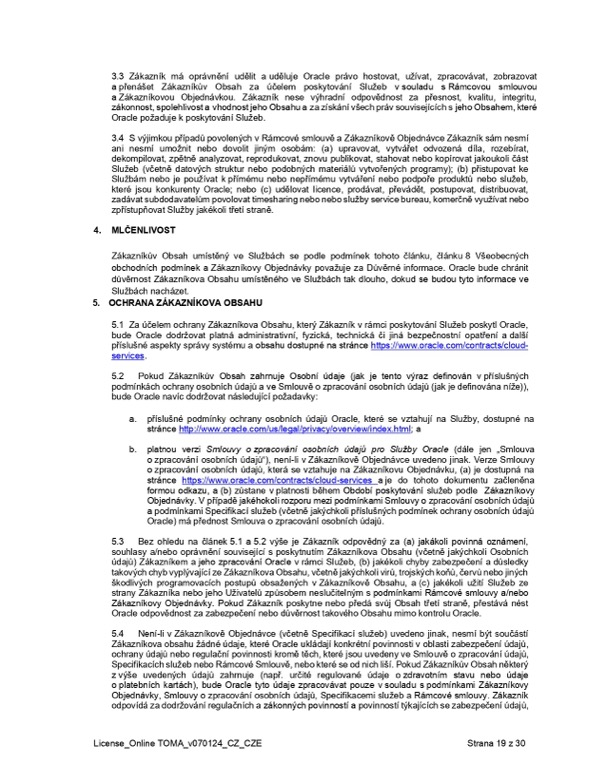 3.3 Zákazník má oprávnění udělit a uděluje Oracle právo hostovat, užívat, zpracovávat, zobrazovat
a přenášet Zákazníkův Obsah za účelem poskytování Služeb v souladu s Rámcovou smlouvou
a Zákazníkovou Objednávkou. Zákazník nese výhradní odpovědnost za přesnost, kvalitu, integritu,
zákonnost, spolehlivost a vhodnost jeho Obsahu a za získání všech práv souvisejících s jeho Obsahem, které
Oracle požaduje k poskytování Služeb.
3.4 S výjimkou případů povolených v Rámcové smlouvě a Zákazníkově Objednávce Zákazník sám nesmí
ani nesmí umožnit nebo dovolit jiným osobám: (a) upravovat, vytvářet odvozená díla, rozebírat,
dekompilovat, zpětně analyzovat, reprodukovat, znovu publikovat, stahovat nebo kopírovat jakoukoli část
Služeb (včetně datových struktur nebo podobných materiálů vytvořených programy); (b) přistupovat ke
Službám nebo je používat k přímému nebo nepřímému vytváření nebo podpoře produktů nebo služeb,
které jsou konkurenty Oracle; nebo (c) udělovat licence, prodávat, převádět, postupovat, distribuovat,
zadávat subdodavatelům povolovat timesharing nebo služby service bureau, komerčně využívat nebo
zpřístupňovat Služby jakékoli třetí straně.
4. MLČENLIVOST
Zákazníkův Obsah umístěný ve Službách se podle podmínek tohoto článku, článku 8 Všeobecných
obchodních podmínek a Zákazníkovy Objednávky považuje za Důvěrné informace. Oracle bude chránit
důvěrnost Zákazníkova Obsahu umístěného ve Službách tak dlouho, dokud se budou tyto informace ve
Službách nacházet.
5. OCHRANA ZÁKAZNÍKOVA OBSAHU
5.1 Za účelem ochrany Zákazníkova Obsahu, který Zákazník v rámci poskytování Služeb poskytl Oracle,
bude Oracle dodržovat platná administrativní, fyzická, technická či jiná bezpečnostní opatření a další
příslušné aspekty správy systému a obsahu dostupné na stránce https://www.oracle.com/contracts/cloud-
services.
5.2 Pokud Zákazníkův Obsah zahrnuje Osobní údaje (jak je tento výraz definován v příslušných
podmínkách ochrany osobních údajů a ve Smlouvě o zpracování osobních údajů (jak je definována níže)),
bude Oracle navíc dodržovat následující požadavky:
a. příslušné podmínky ochrany osobních údajů Oracle, které se vztahují na Služby, dostupné na
stránce http://www.oracle.com/us/legal/privacy/overview/index.html; a
b. platnou verzi Smlouvy o zpracování osobních údajů pro Služby Oracle (dále jen „Smlouva
o zpracování osobních údajů“), není-li v Zákazníkově Objednávce uvedeno jinak. Verze Smlouvy
o zpracování osobních údajů, která se vztahuje na Zákazníkovu Objednávku, (a) je dostupná na
stránce https://www.oracle.com/contracts/cloud-services a je do tohoto dokumentu začleněna
formou odkazu, a (b) zůstane v platnosti během Období poskytování služeb podle Zákazníkovy
Objednávky. V případě jakéhokoli rozporu mezi podmínkami Smlouvy o zpracování osobních údajů
a podmínkami Specifikací služeb (včetně jakýchkoli příslušných podmínek ochrany osobních údajů
Oracle) má přednost Smlouva o zpracování osobních údajů.
5.3 Bez ohledu na článek 5.1 a 5.2 výše je Zákazník odpovědný za (a) jakákoli povinná oznámení,
souhlasy a/nebo oprávnění související s poskytnutím Zákazníkova Obsahu (včetně jakýchkoli Osobních
údajů) Zákazníkem a jeho zpracování Oracle v rámci Služeb, (b) jakékoli chyby zabezpečení a důsledky
takových chyb vyplývající ze Zákazníkova Obsahu, včetně jakýchkoli virů, trojských koňů, červů nebo jiných
škodlivých programovacích postupů obsažených v Zákazníkově Obsahu, a (c) jakékoli užití Služeb ze
strany Zákazníka nebo jeho Uživatelů způsobem neslučitelným s podmínkami Rámcové smlouvy a/nebo
Zákazníkovy Objednávky. Pokud Zákazník poskytne nebo předá svůj Obsah třetí straně, přestává nést
Oracle odpovědnost za zabezpečení nebo důvěrnost takového Obsahu mimo kontrolu Oracle.
5.4 Není-li v Zákazníkově Objednávce (včetně Specifikací služeb) uvedeno jinak, nesmí být součástí
Zákazníkova obsahu žádné údaje, které Oracle ukládají konkrétní povinnosti v oblasti zabezpečení údajů,
ochrany údajů nebo regulační povinnosti kromě těch, které jsou uvedeny ve Smlouvě o zpracování údajů,
Specifikacích služeb nebo Rámcové Smlouvě, nebo které se od nich liší. Pokud Zákazníkův Obsah některý
z výše uvedených údajů zahrnuje (např. určité regulované údaje o zdravotním stavu nebo údaje
o platebních kartách), bude Oracle tyto údaje zpracovávat pouze v souladu s podmínkami Zákazníkovy
Objednávky, Smlouvy o zpracování osobních údajů, Specifikacemi služeb a Rámcové smlouvy. Zákazník
odpovídá za dodržování regulačních a zákonných povinností a povinností týkajících se zabezpečení údajů,
License_Online TOMA_v070124_CZ_CZE Strana 19 z 30